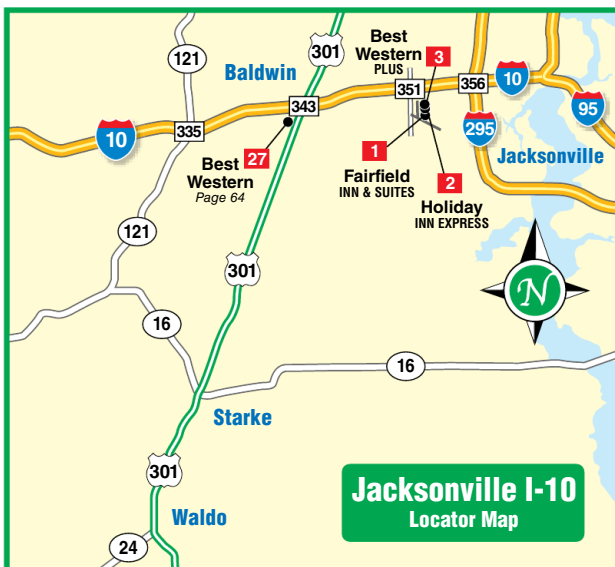 301
121
Baldwin
Best
Western
PLUS
3
351
356
10
343
95
335
10
295
Jacksonville
1
Fairfield
INN & SUITES
2
Holiday
INN EXPRESS
27
Best
Western
Page 64
121
301
N
16
16
Starke
301
Waldo
24
Jacksonville I-10
Locator Map